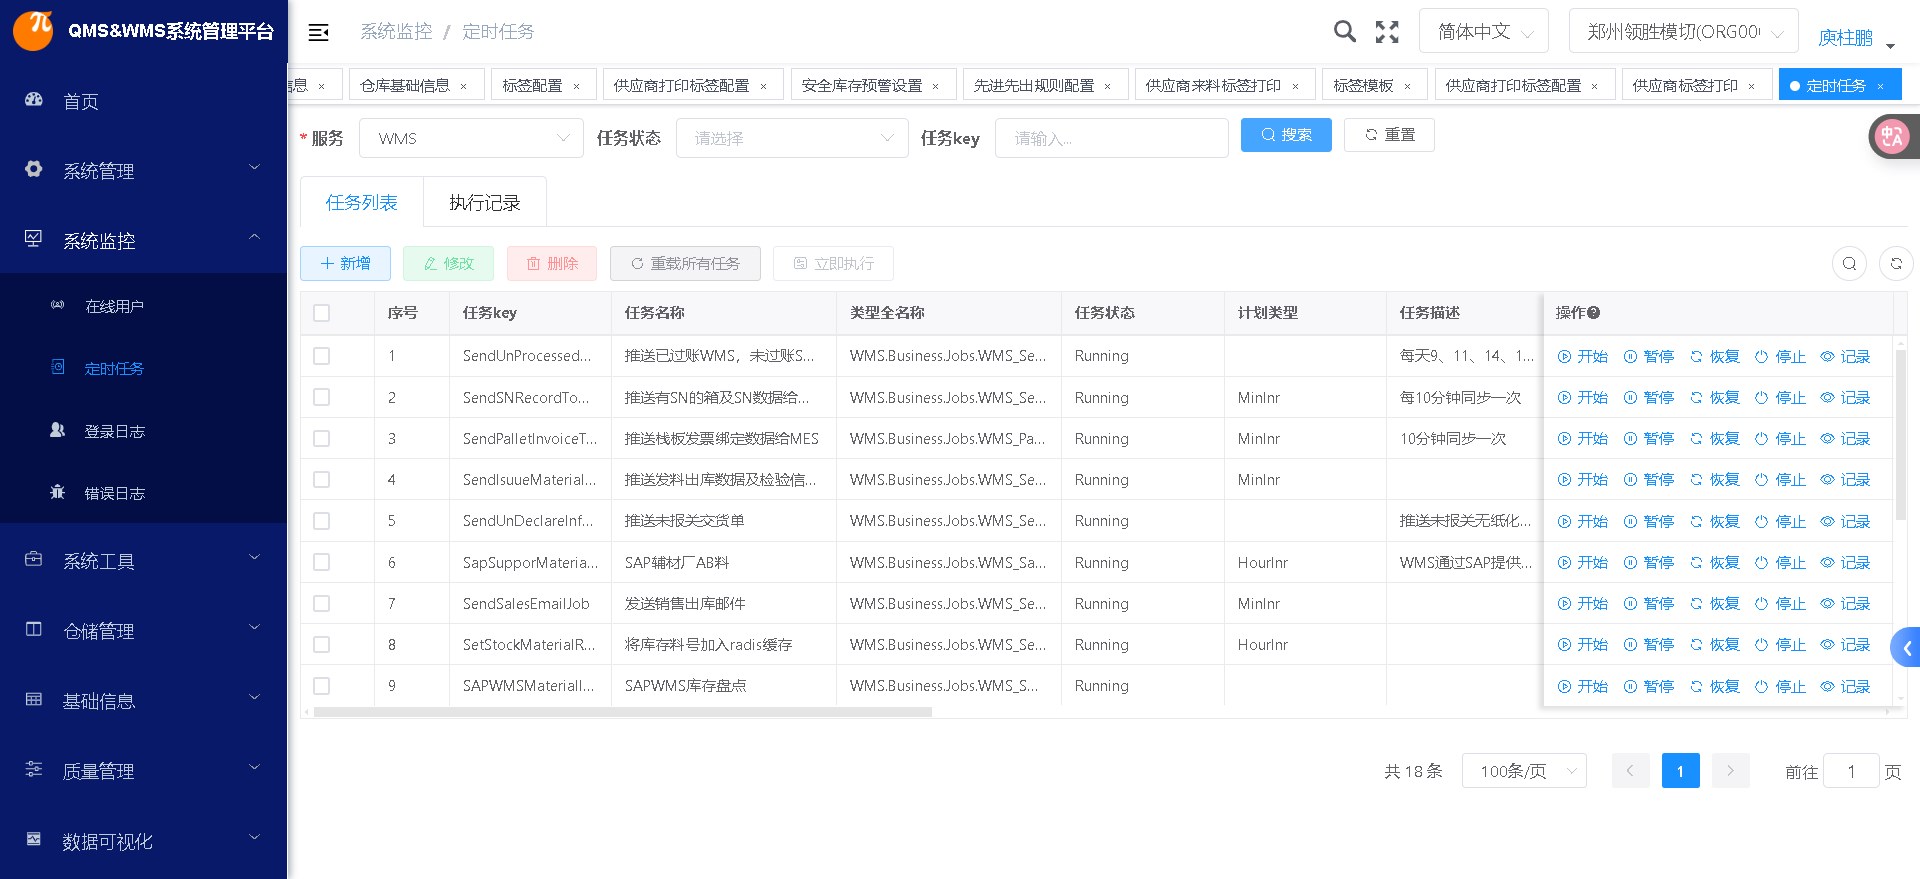 QMS&WMS系统管理平台
系统监控 / 定时任务
简体中文
郑州领胜模切(ORG00
庾柱鹏
首页
系统管理
系统监控
在线用户
定时任务
登录日志
错误日志
系统工具
仓储管理
基础信息
质量管理
数据可视化
信息 × 仓库基础信息 × 标签配置 × 供应商打印标签配置 × 安全库存预警设置 × 先进先出规则配置 × 供应商来料标签打印 × 标签模板 × 供应商打印标签配置 × 供应商标签打印 × 定时任务 ×
* 服务 WMS 任务状态 请选择 任务key 请输入... 搜索 重置
任务列表 执行记录
新增 修改 删除 重载所有任务 立即执行
序号 任务key 任务名称 类型全名称 任务状态 计划类型 任务描述 操作
1 SendUnProcessed... 推送已过账WMS，未过账S... WMS.Business.Jobs.WMS_Se... Running 每天9、11、14、1... 开始 暂停 恢复 停止 记录
2 SendSNRecordTo... 推送有SN的箱及SN数据给... WMS.Business.Jobs.WMS_Se... Running MinInr 每10分钟同步一次 开始 暂停 恢复 停止 记录
3 SendPalletInvoiceT... 推送栈板发票绑定数据给MES WMS.Business.Jobs.WMS_Pa... Running MinInr 10分钟同步一次 开始 暂停 恢复 停止 记录
4 SendIsuueMaterial... 推送发料出库数据及检验信... WMS.Business.Jobs.WMS_Se... Running MinInr 开始 暂停 恢复 停止 记录
5 SendUnDeclareInf... 推送未报关交货单 WMS.Business.Jobs.WMS_Se... Running 推送未报关无纸化... 开始 暂停 恢复 停止 记录
6 SapSupporMateria... SAP辅材厂AB料 WMS.Business.Jobs.WMS_Sa... Running HourInr WMS通过SAP提供... 开始 暂停 恢复 停止 记录
7 SendSalesEmailJob 发送销售出库邮件 WMS.Business.Jobs.WMS_Se... Running MinInr 开始 暂停 恢复 停止 记录
8 SetStockMaterialR... 将库存料号加入radis缓存 WMS.Business.Jobs.WMS_Se... Running HourInr 开始 暂停 恢复 停止 记录
9 SAPWMSMaterialI... SAPWMS库存盘点 WMS.Business.Jobs.WMS_S... Running 开始 暂停 恢复 停止 记录
共 18 条 100条/页 1 前往 1 页